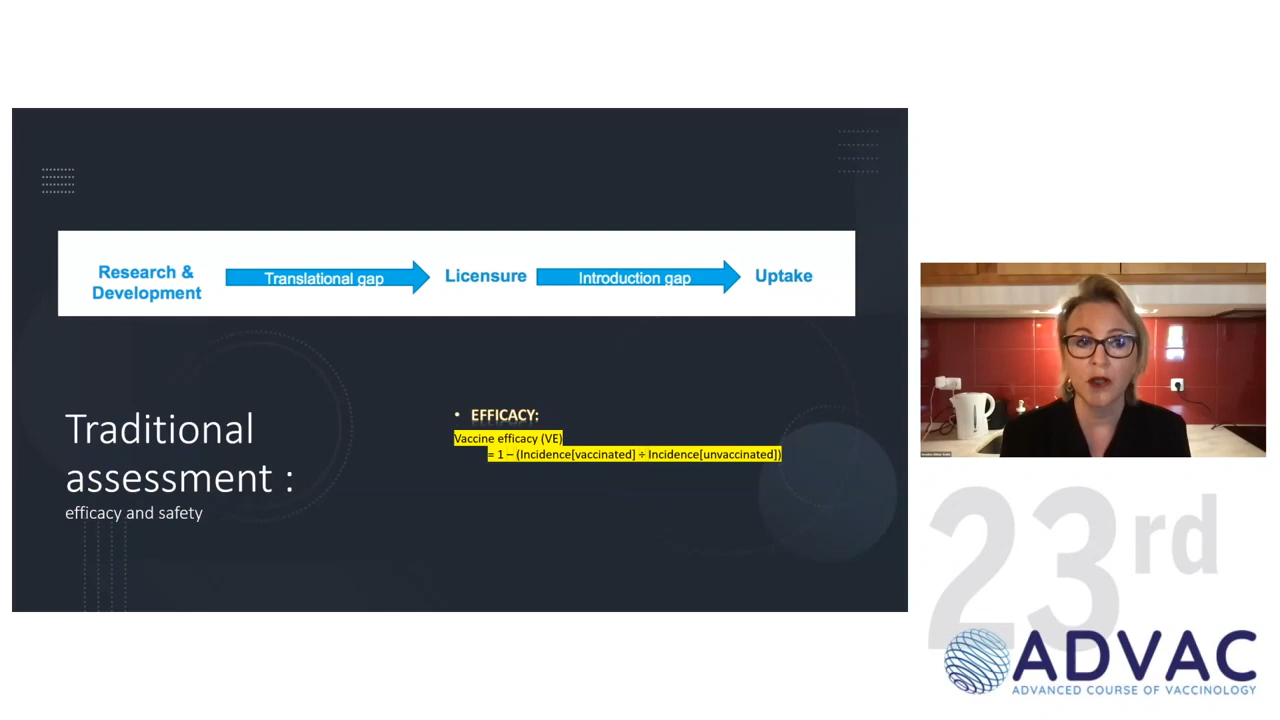 Research &
Development
Translational gap
Licensure
Introduction gap
Uptake
Traditional
assessment :
efficacy and safety
• EFFICACY:
Vaccine efficacy (VE)
= 1 – (Incidence[vaccinated] ÷ Incidence[unvaccinated])
23rd
ADVAC
ADVANCED COURSE OF VACCINOLOGY